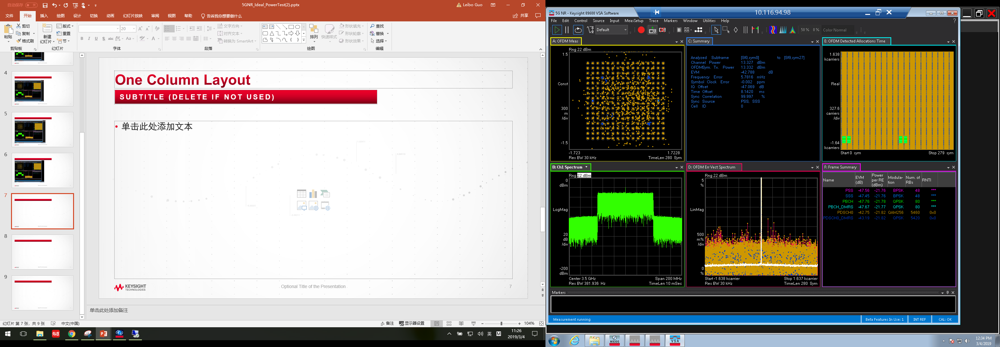 自动保存 关
5GNR_Ideal_PowerTest(2).pptx
Leibo Guo
文件 开始 插入 绘图 设计 切换 动画 幻灯片放映 审阅 视图 帮助 告诉我你想要做什么
共享
粘贴
剪切
复制
格式刷
剪贴板
新建
幻灯片
版式
重置
节
幻灯片
20
B I U S abc AV Aa A
字体
文字方向
对齐文本
转换为 SmartArt
段落
排列
快速样式
形状填充
形状轮廓
形状效果
绘图
查找
替换
选择
编辑
4
5
6
7
8
9
One Column Layout
SUBTITLE (DELETE IF NOT USED)
• 单击此处添加文本
KEYSIGHT
TECHNOLOGIES
Optional Title of the Presentation
7
单击此处添加备注
幻灯片 第 7 张, 共 9 张
中文(中国)
备注
显示器设置
104%
有道
英
M
11:26
2019/3/4
5G NR - Keysight 89600 VSA Software
10.116.94.98
File Edit Control Source Input MeasSetup Trace Markers Window Utilities Help
Default
50 % 0 % Color Normal
A: OFDM Meas
Rng 22 dBm
1.5
Const
300
m
/div
-1.5
-1.723
1.7228
Res BW 30 kHz
TimeLen 280 Sym
C: Summary
Analyzed Subframe [Sf0,sym0] to [Sf9,sym27]
Channel Power 13.327 dBm
OFDMSym. Tx. Power 13.332 dBm
EVM -42.788 dB
Frequency Error 5.7816 mHz
Symbol Clock Error -0.002 ppm
IQ Offset -47.069 dB
Time Offset 8.1420 ms
Sync Correlation 99.997 %
Sync Source PSS, SSS
Cell ID 0
E: OFDM Detected Allocations Time
1.638
kcarriers
Real
327.6
carriers
/div
-1.64
kcarriers
Start 0 sym
Stop 279 sym
B: Ch1 Spectrum
Rng 22 dBm
0
dBm
LogMag
20
dB
/div
-200
dBm
Center 3.5 GHz
Span 200 MHz
Res BW 381.936 Hz
TimeLen 10 mSec
D: OFDM Err Vect Spectrum
Rng 22 dBm
5
%
LinMag
500
m%
/div
0
%
Start -1.638 kcarrier
Stop 1.637 kcarrier
Res BW 30 kHz
TimeLen 280 Sym
F: Frame Summary
Name EVM (dB) Power per RE (dBm) Modula-tion Num. of RBs RNTI
PSS -47.56 -21.76 BPSK 48 ***
SSS -47.45 -21.76 BPSK 48 ***
PBCH -47.76 -21.78 QPSK 80 ***
PBCH_DMRS -47.67 -21.77 QPSK 80 ***
PDSCH0 -42.75 -21.82 QAM256 5460 0x0
PDSCH0_DMRS -43.19 -21.82 QPSK 5420 0x0
Markers
Measurement running
Beta Features In Use: 1
INT REF
CAL: OK
M9300
VSA
12:34 PM
3/4/2019